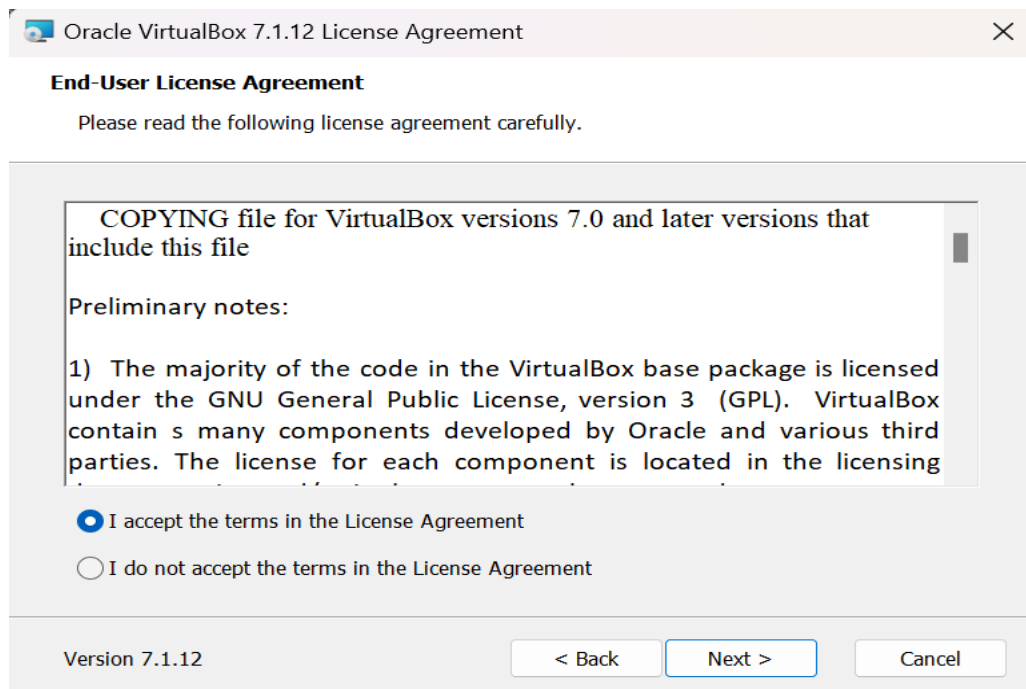 Oracle VirtualBox 7.1.12 License Agreement
End-User License Agreement
Please read the following license agreement carefully.
COPYING file for VirtualBox versions 7.0 and later versions that
include this file
Preliminary notes:
1) The majority of the code in the VirtualBox base package is licensed
under the GNU General Public License, version 3 (GPL). VirtualBox
contain s many components developed by Oracle and various third
parties. The license for each component is located in the licensing
I accept the terms in the License Agreement
I do not accept the terms in the License Agreement
Version 7.1.12
< Back
Next >
Cancel